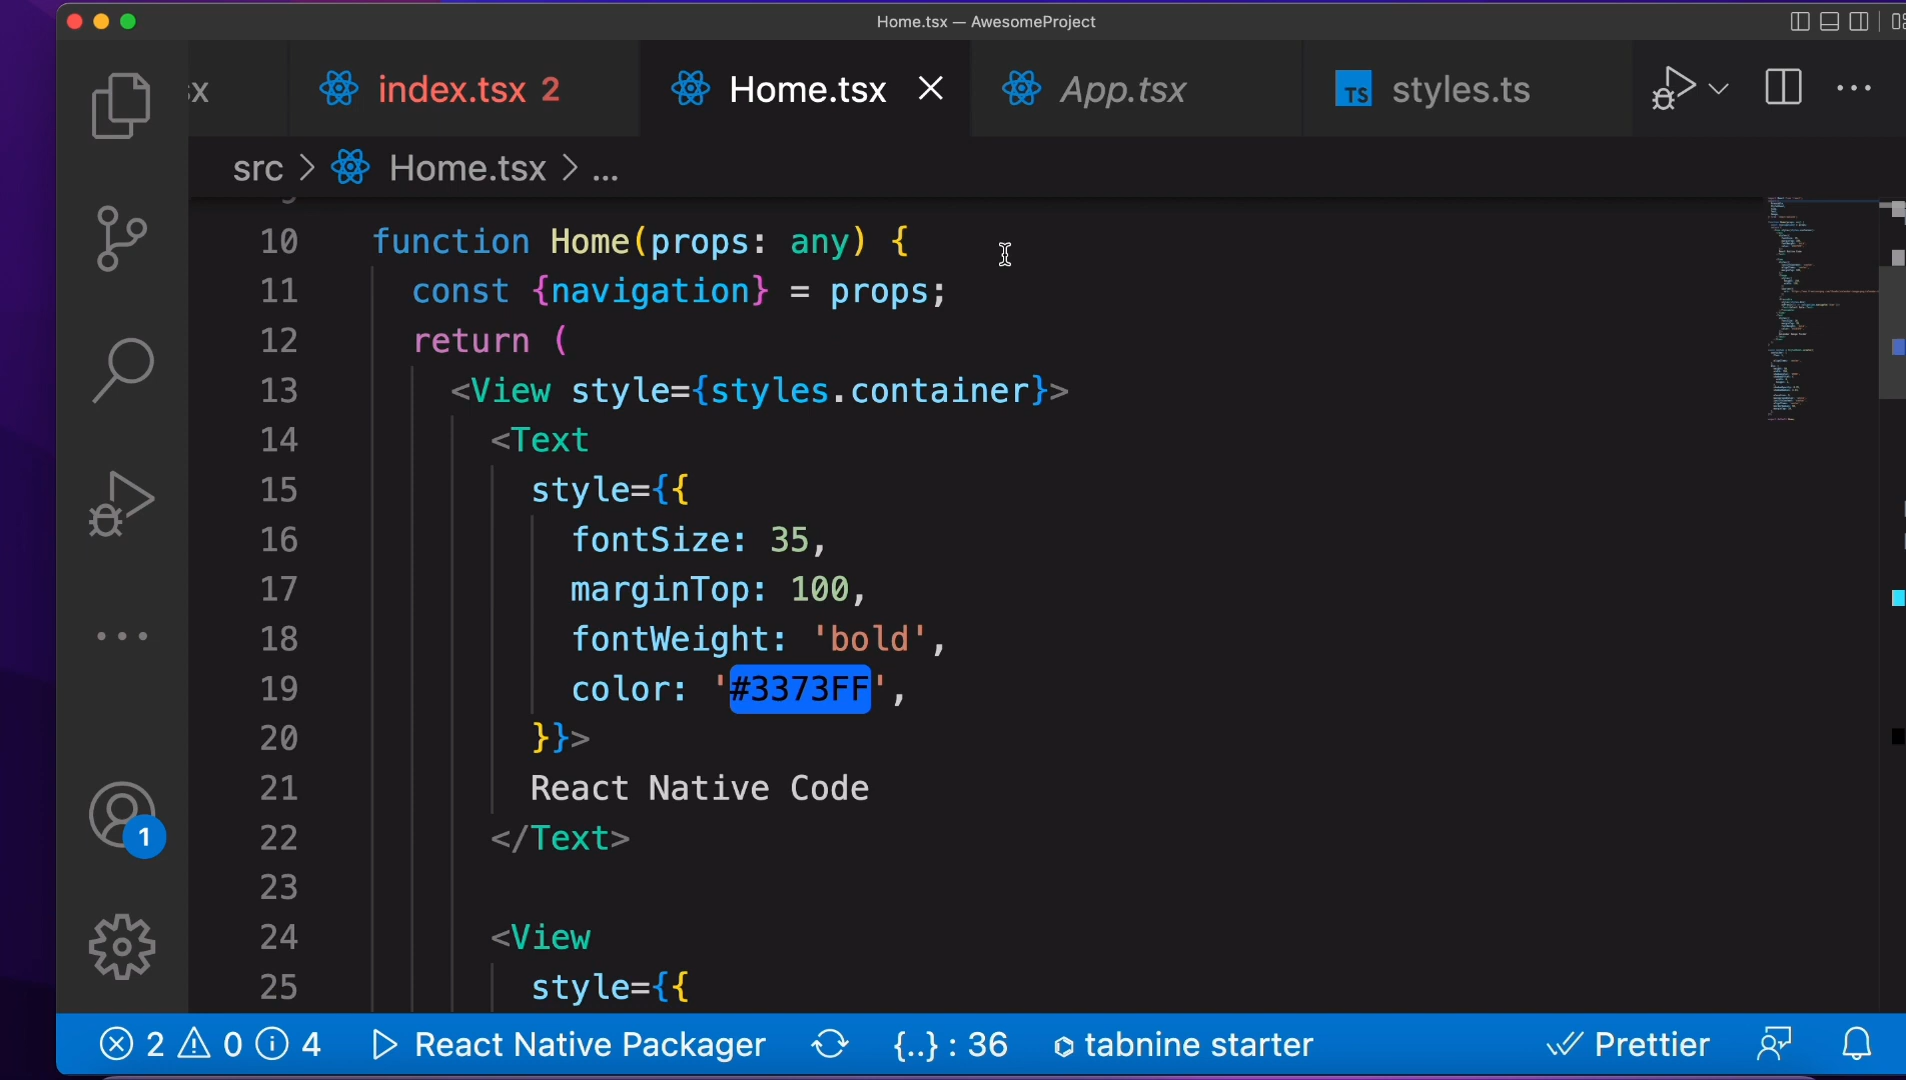 Home.tsx — AwesomeProject
sx index.tsx 2 Home.tsx App.tsx TS styles.ts
src > Home.tsx > ...
10 function Home(props: any) {
11 const {navigation} = props;
12 return (
13 <View style={styles.container}>
14 <Text
15 style={{
16 fontSize: 35,
17 marginTop: 100,
18 fontWeight: 'bold',
19 color: '#3373FF',
20 }}>
21 React Native Code
22 </Text>
23
24 <View
25 style={{
1
2 0 4 React Native Packager {..} : 36 tabnine starter Prettier